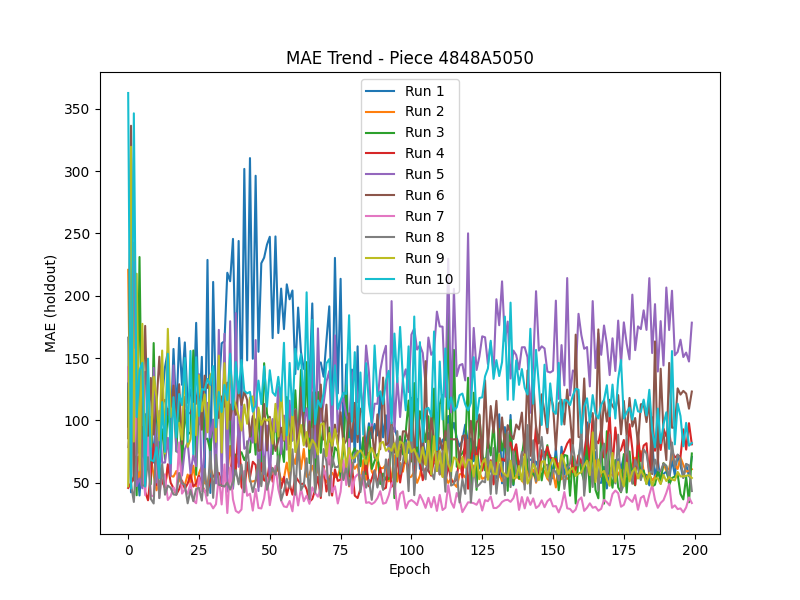 MAE Trend - Piece 4848A5050
MAE (holdout)
350
300
250
200
150
100
50
Run 1
Run 2
Run 3
Run 4
Run 5
Run 6
Run 7
Run 8
Run 9
Run 10
0 25 50 75 100 125 150 175 200
Epoch